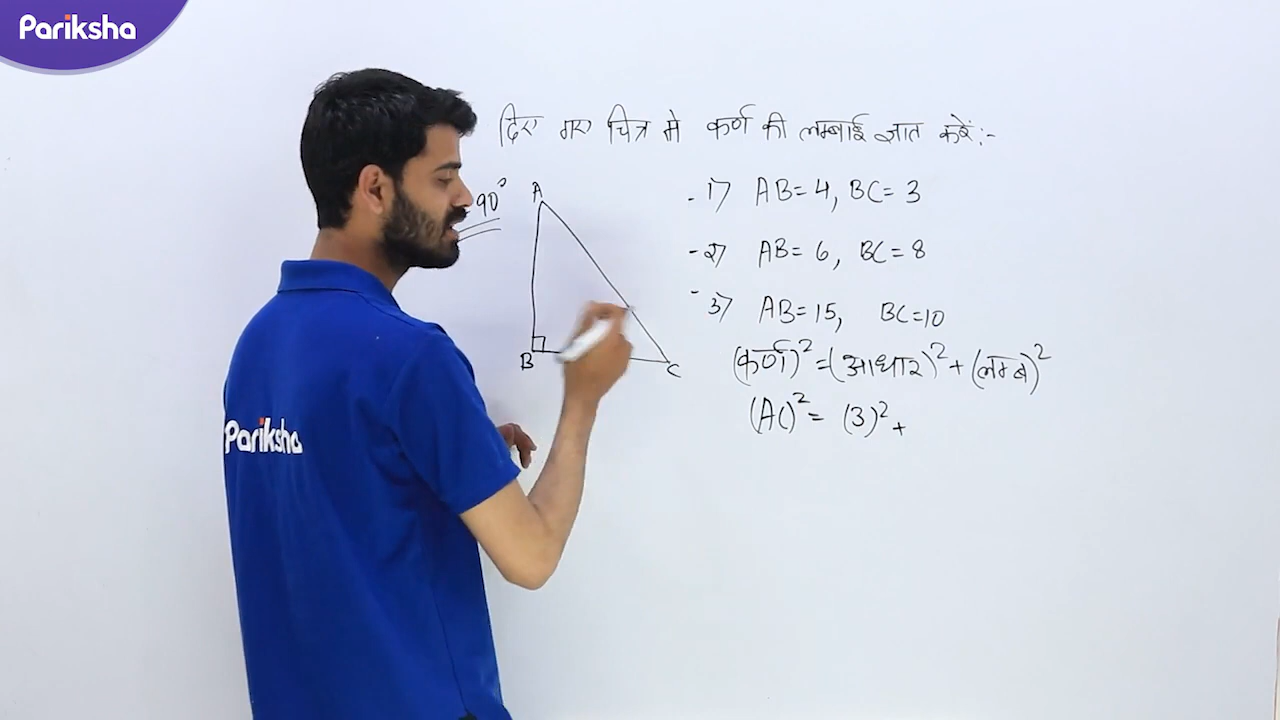 Pariksha
दिए गए चित्र मे कर्ण की लम्बाई ज्ञात करें:-
90°
A
B
C
1) AB=4, BC=3
2) AB=6, BC=8
3) AB=15, BC=10
(कर्ण)²=(आधार)²+(लम्ब)²
(AC)²= (3)²+
Pariksha